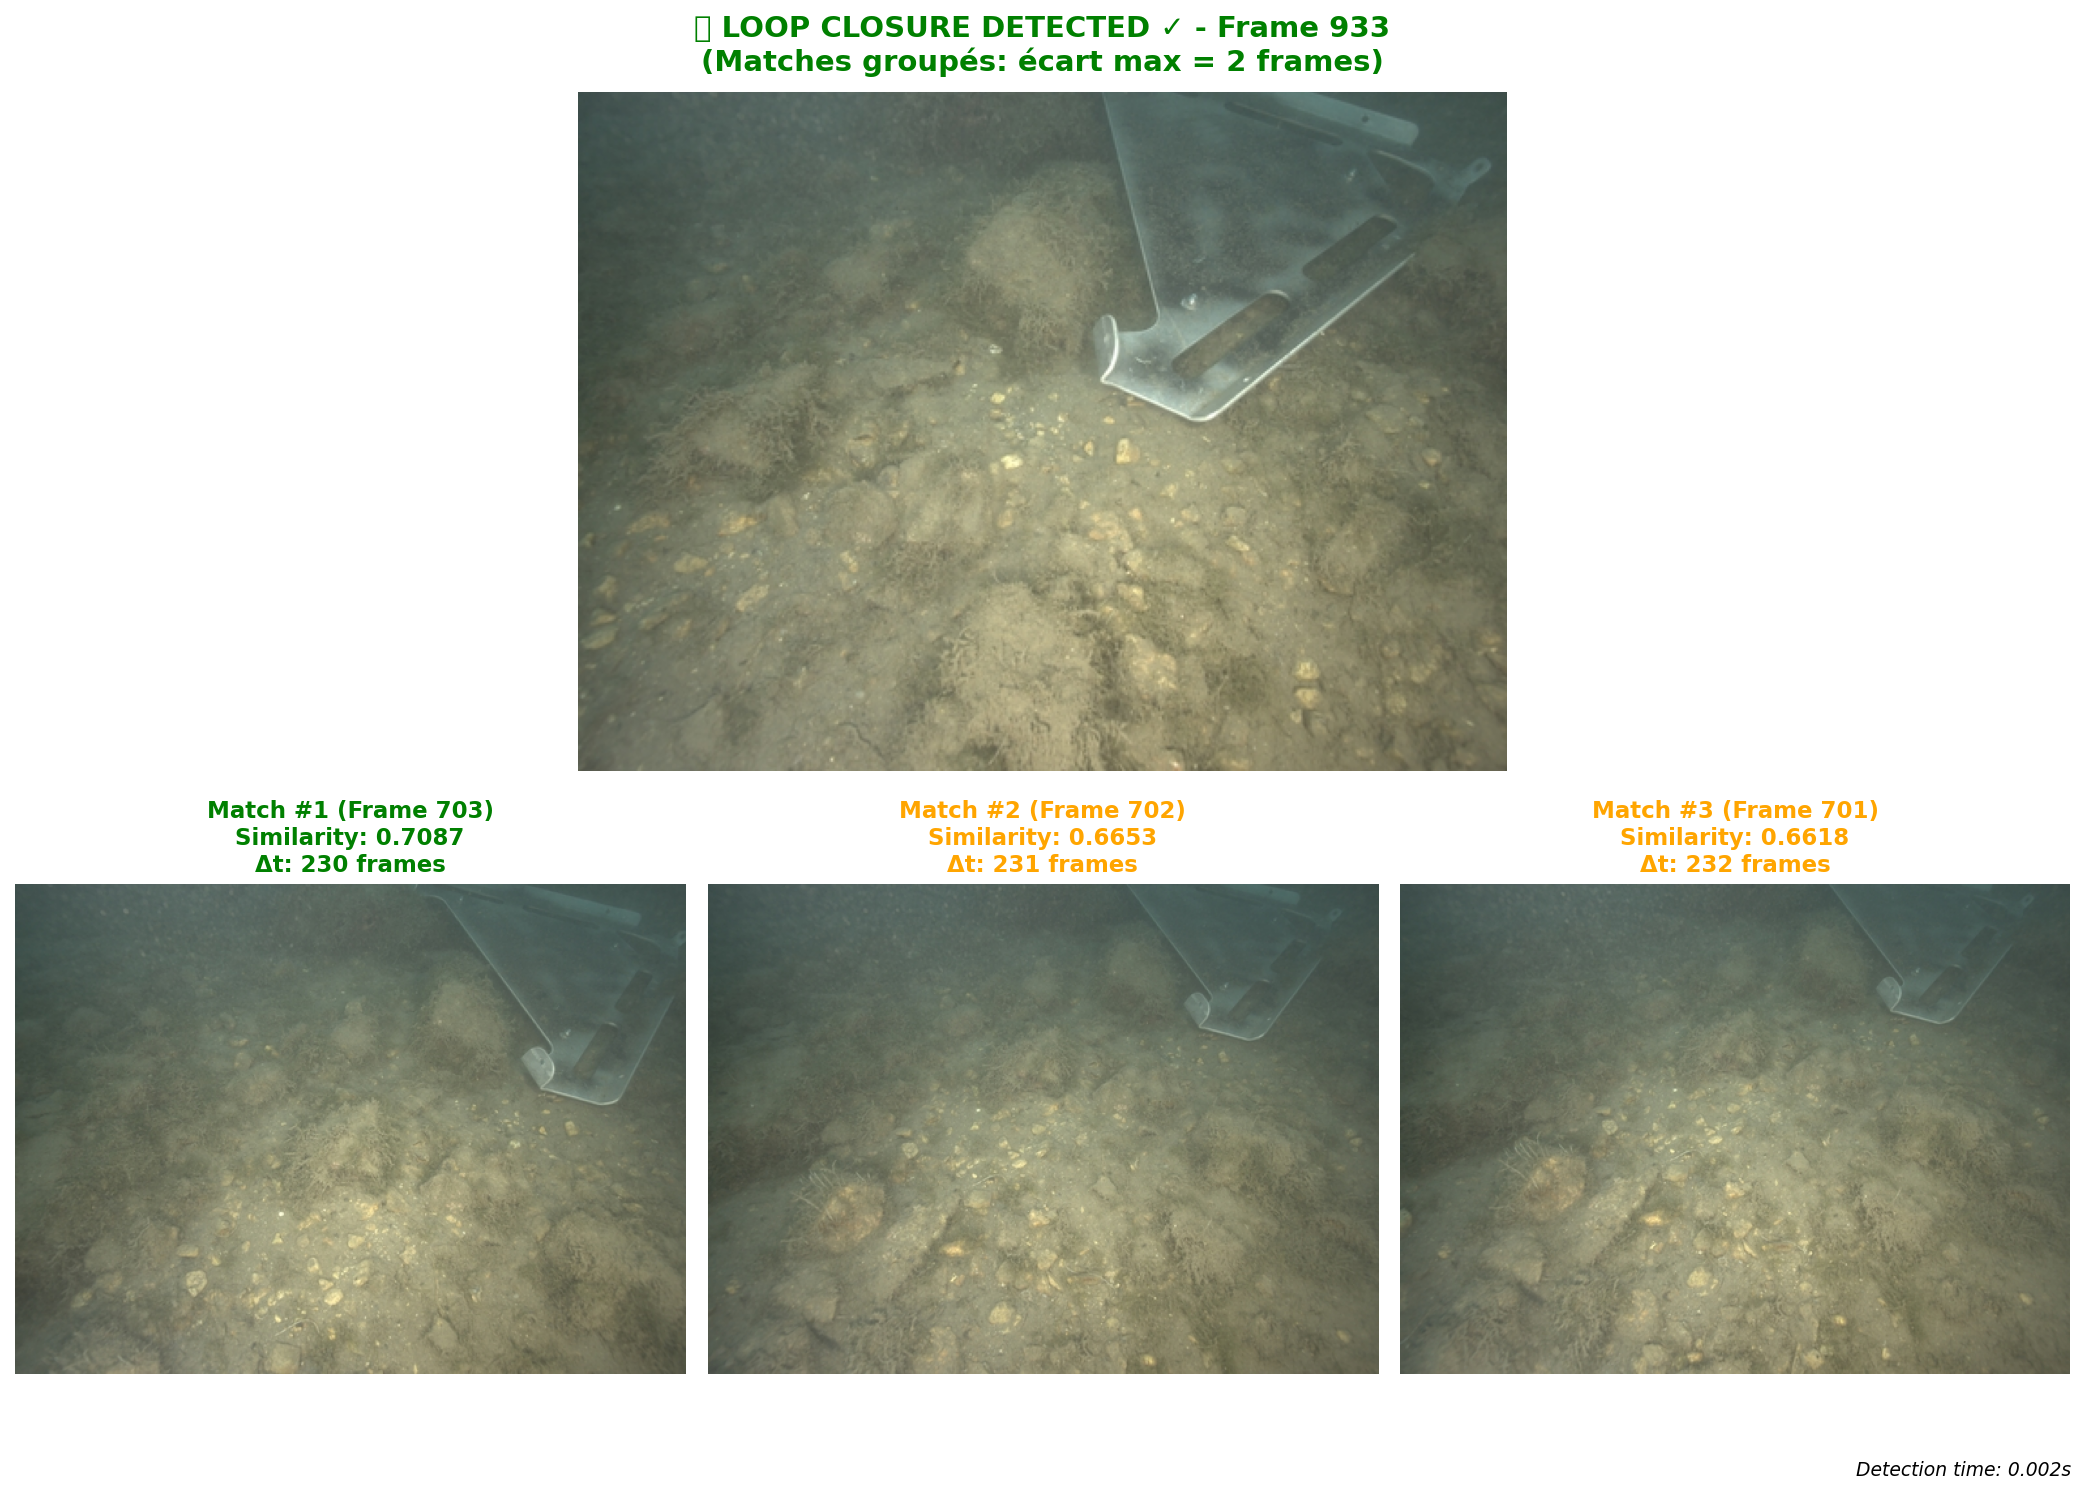 LOOP CLOSURE DETECTED ✓ - Frame 933
(Matches groupés: écart max = 2 frames)
Match #1 (Frame 703)
Similarity: 0.7087
Δt: 230 frames
Match #2 (Frame 702)
Similarity: 0.6653
Δt: 231 frames
Match #3 (Frame 701)
Similarity: 0.6618
Δt: 232 frames
Detection time: 0.002s